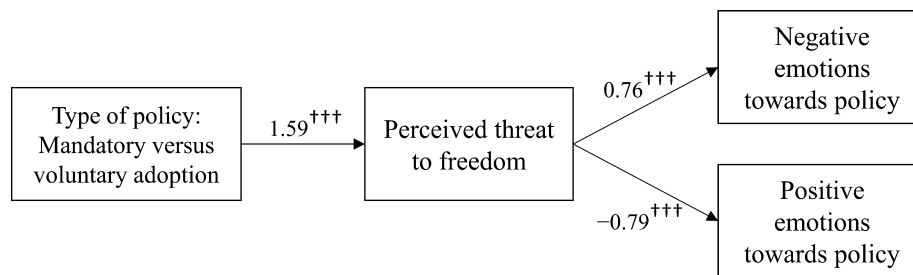 Type of policy:
Mandatory versus
voluntary adoption
1.59†††
Perceived threat
to freedom
0.76†††
−0.79†††
Negative
emotions
towards policy
Positive
emotions
towards policy